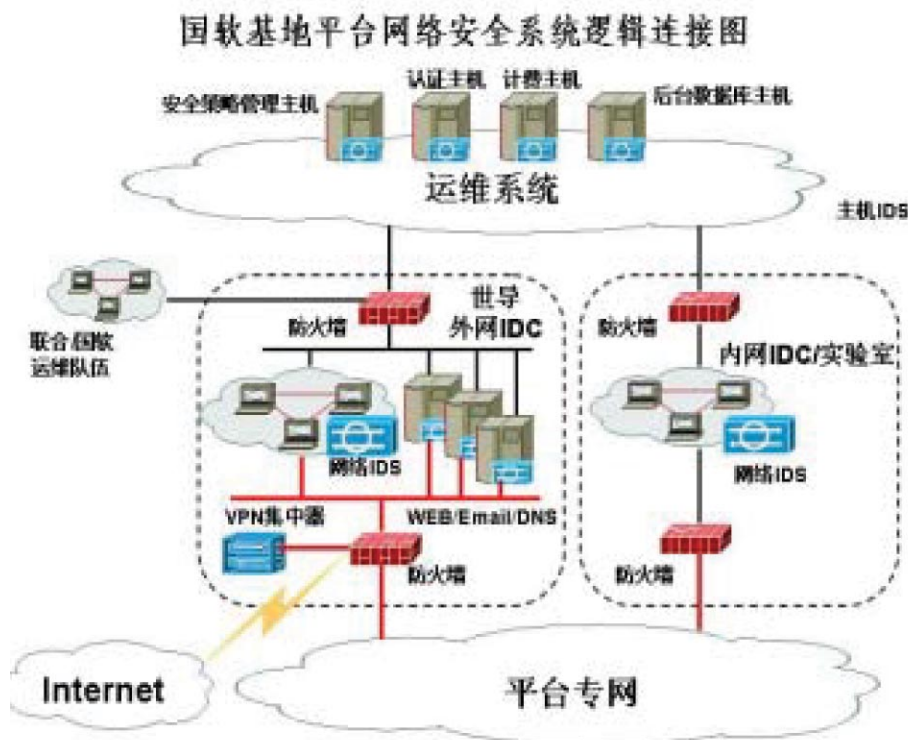 国软基地平台网络安全系统逻辑连接图
安全策略管理主机
认证主机
计费主机
后台数据库主机
运维系统
主机IDS
防火墙
世导
外网IDC
联合/国软
运维队伍
防火墙
内网IDC/实验室
网络IDS
网络IDS
VPN集中器
WEB/Email/DNS
防火墙
防火墙
Internet
平台专网